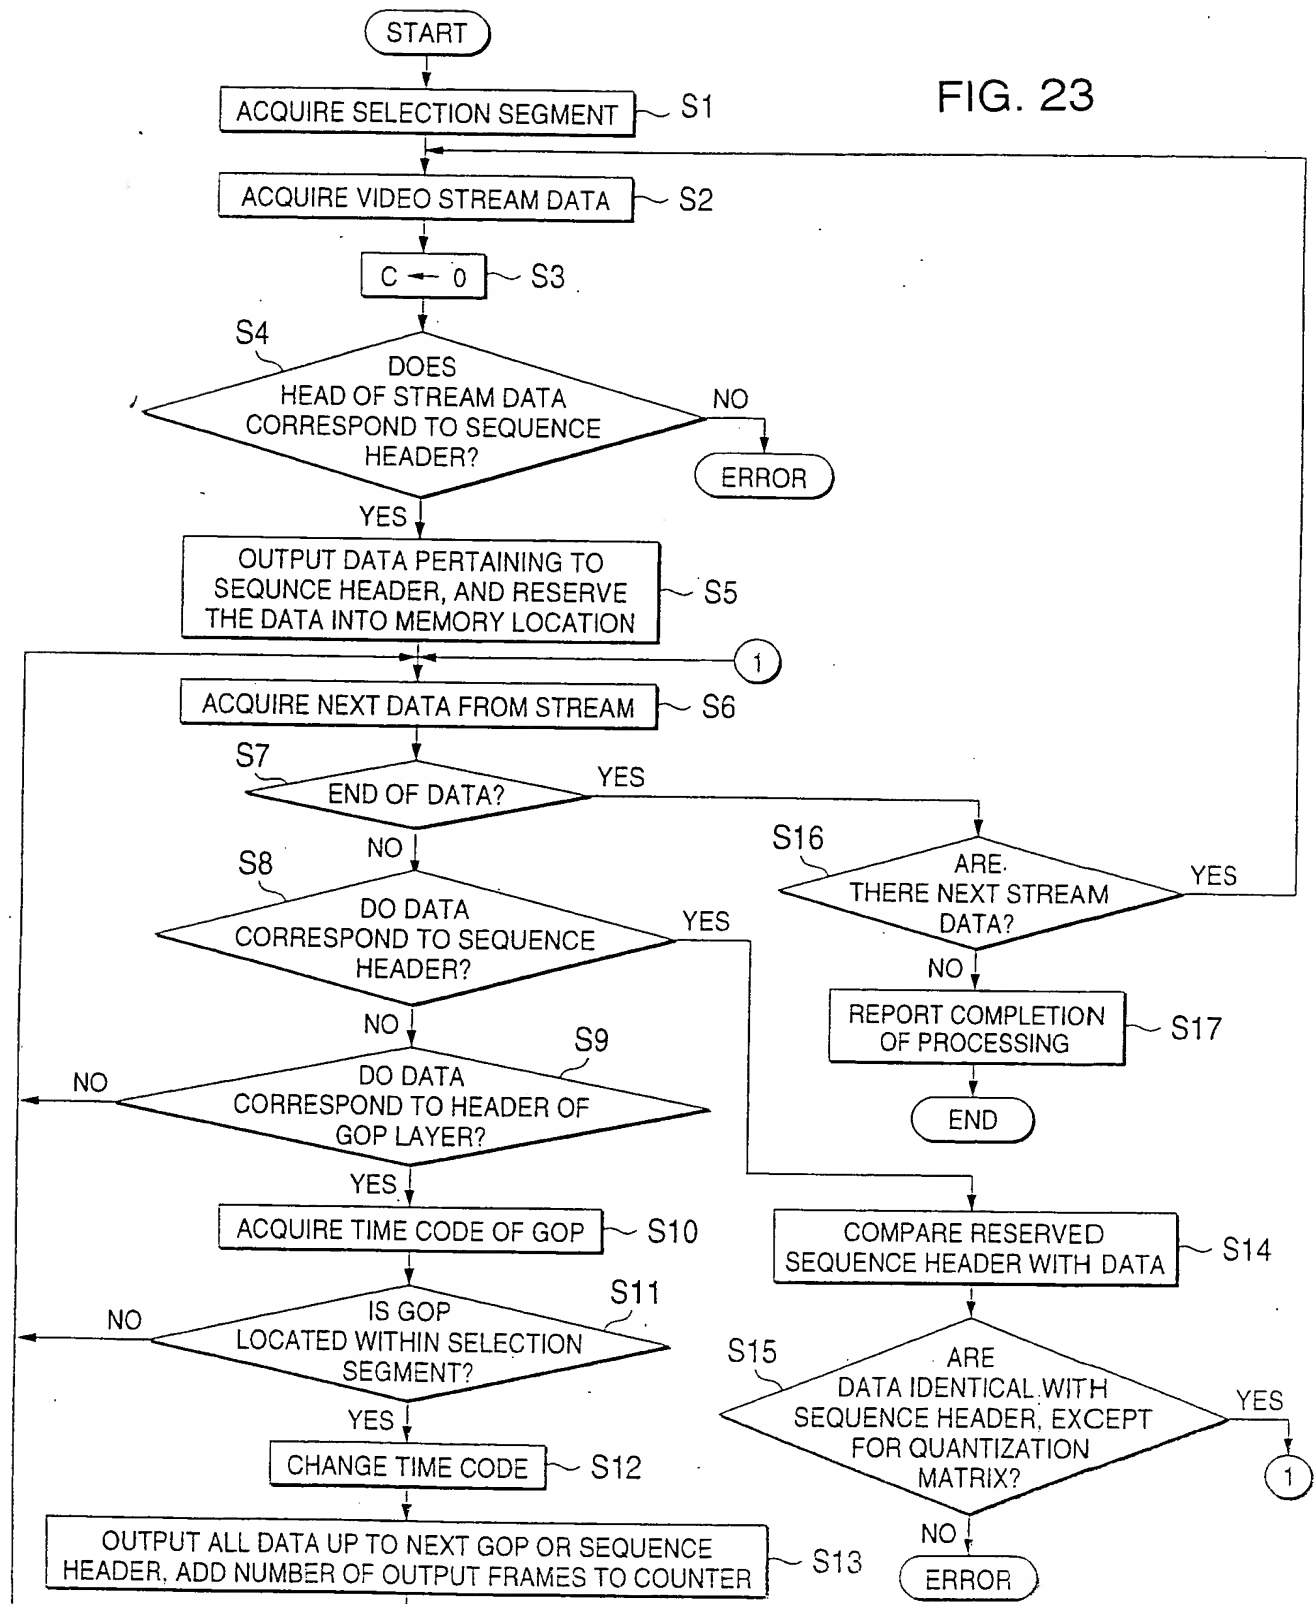 START
FIG. 23
ACQUIRE SELECTION SEGMENT
S1
ACQUIRE VIDEO STREAM DATA
S2
C ← 0
S3
S4
DOES
HEAD OF STREAM DATA
CORRESPOND TO SEQUENCE
HEADER?
NO
ERROR
YES
OUTPUT DATA PERTAINING TO
SEQUNCE HEADER, AND RESERVE
THE DATA INTO MEMORY LOCATION
S5
1
ACQUIRE NEXT DATA FROM STREAM
S6
S7
END OF DATA?
YES
NO
S16
ARE
THERE NEXT STREAM
DATA?
YES
NO
REPORT COMPLETION
OF PROCESSING
S17
END
S8
DO DATA
CORRESPOND TO SEQUENCE
HEADER?
YES
NO
S9
DO DATA
CORRESPOND TO HEADER OF
GOP LAYER?
NO
YES
ACQUIRE TIME CODE OF GOP
S10
S11
IS GOP
LOCATED WITHIN SELECTION
SEGMENT?
NO
YES
CHANGE TIME CODE
S12
OUTPUT ALL DATA UP TO NEXT GOP OR SEQUENCE
HEADER, ADD NUMBER OF OUTPUT FRAMES TO COUNTER
S13
COMPARE RESERVED
SEQUENCE HEADER WITH DATA
S14
S15
ARE
DATA IDENTICAL WITH
SEQUENCE HEADER, EXCEPT
FOR QUANTIZATION
MATRIX?
YES
1
NO
ERROR